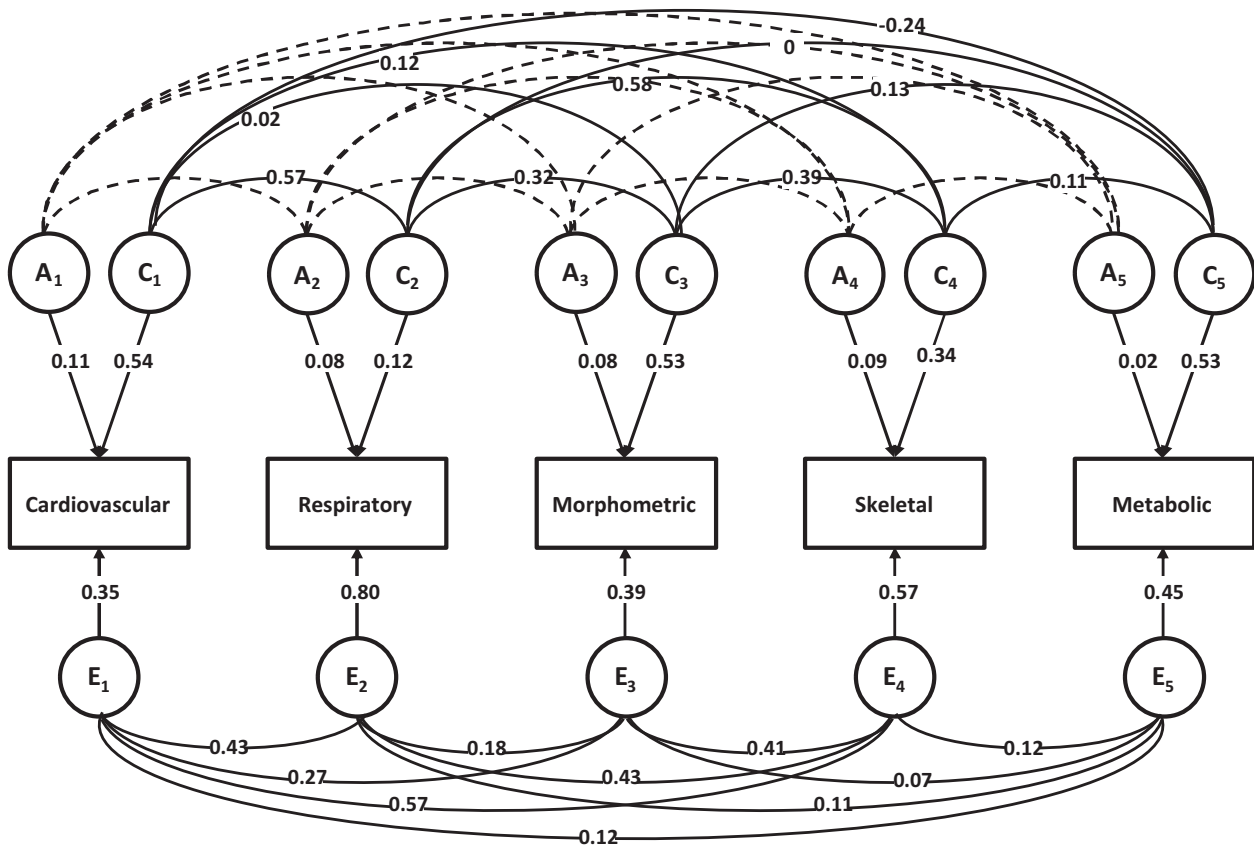 -0.24
0
0.12
0.58
0.13
0.02
0.57
0.32
0.39
0.11
A1 C1 A2 C2 A3 C3 A4 C4 A5 C5
0.11 0.54 0.08 0.12 0.08 0.53 0.09 0.34 0.02 0.53
Cardiovascular Respiratory Morphometric Skeletal Metabolic
0.35 0.80 0.39 0.57 0.45
E1 E2 E3 E4 E5
0.43 0.18 0.41 0.12
0.27 0.43 0.07
0.57 0.11
0.12